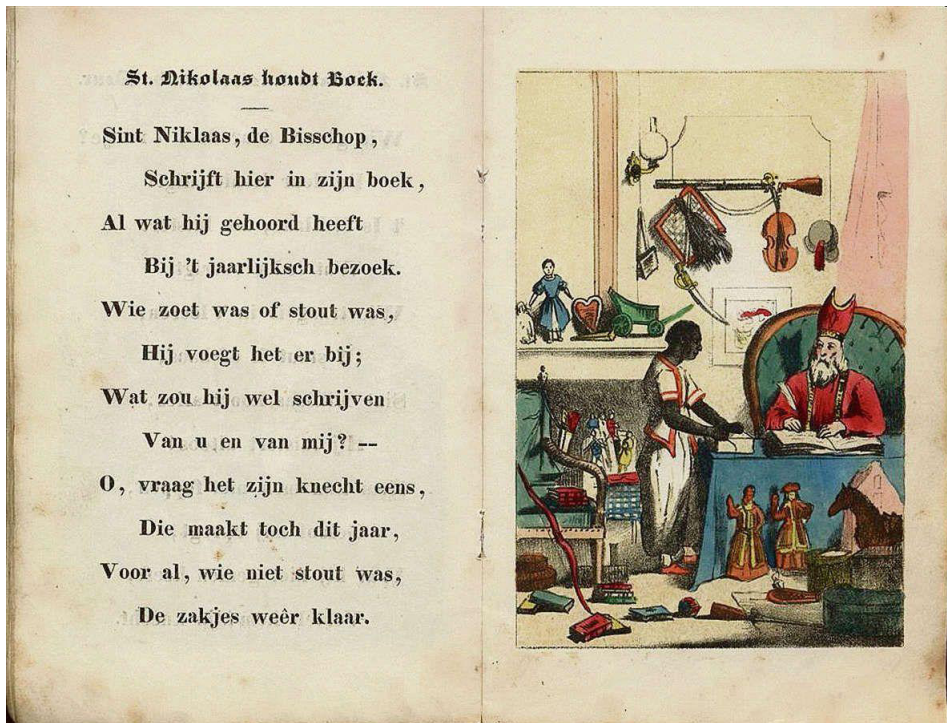 St. Nikolaas houdt Boek.
Sint Niklaas, de Bisschop,
Schrijft hier in zijn boek,
Al wat hij gehoord heeft
Bij 't jaarlijksch bezoek.
Wie zoet was of stout was,
Hij voegt het er bij;
Wat zou hij wel schrijven
Van u en van mij? --
O, vraag het zijn knecht eens,
Die maakt toch dit jaar,
Voor al, wie niet stout was,
De zakjes weêr klaar.